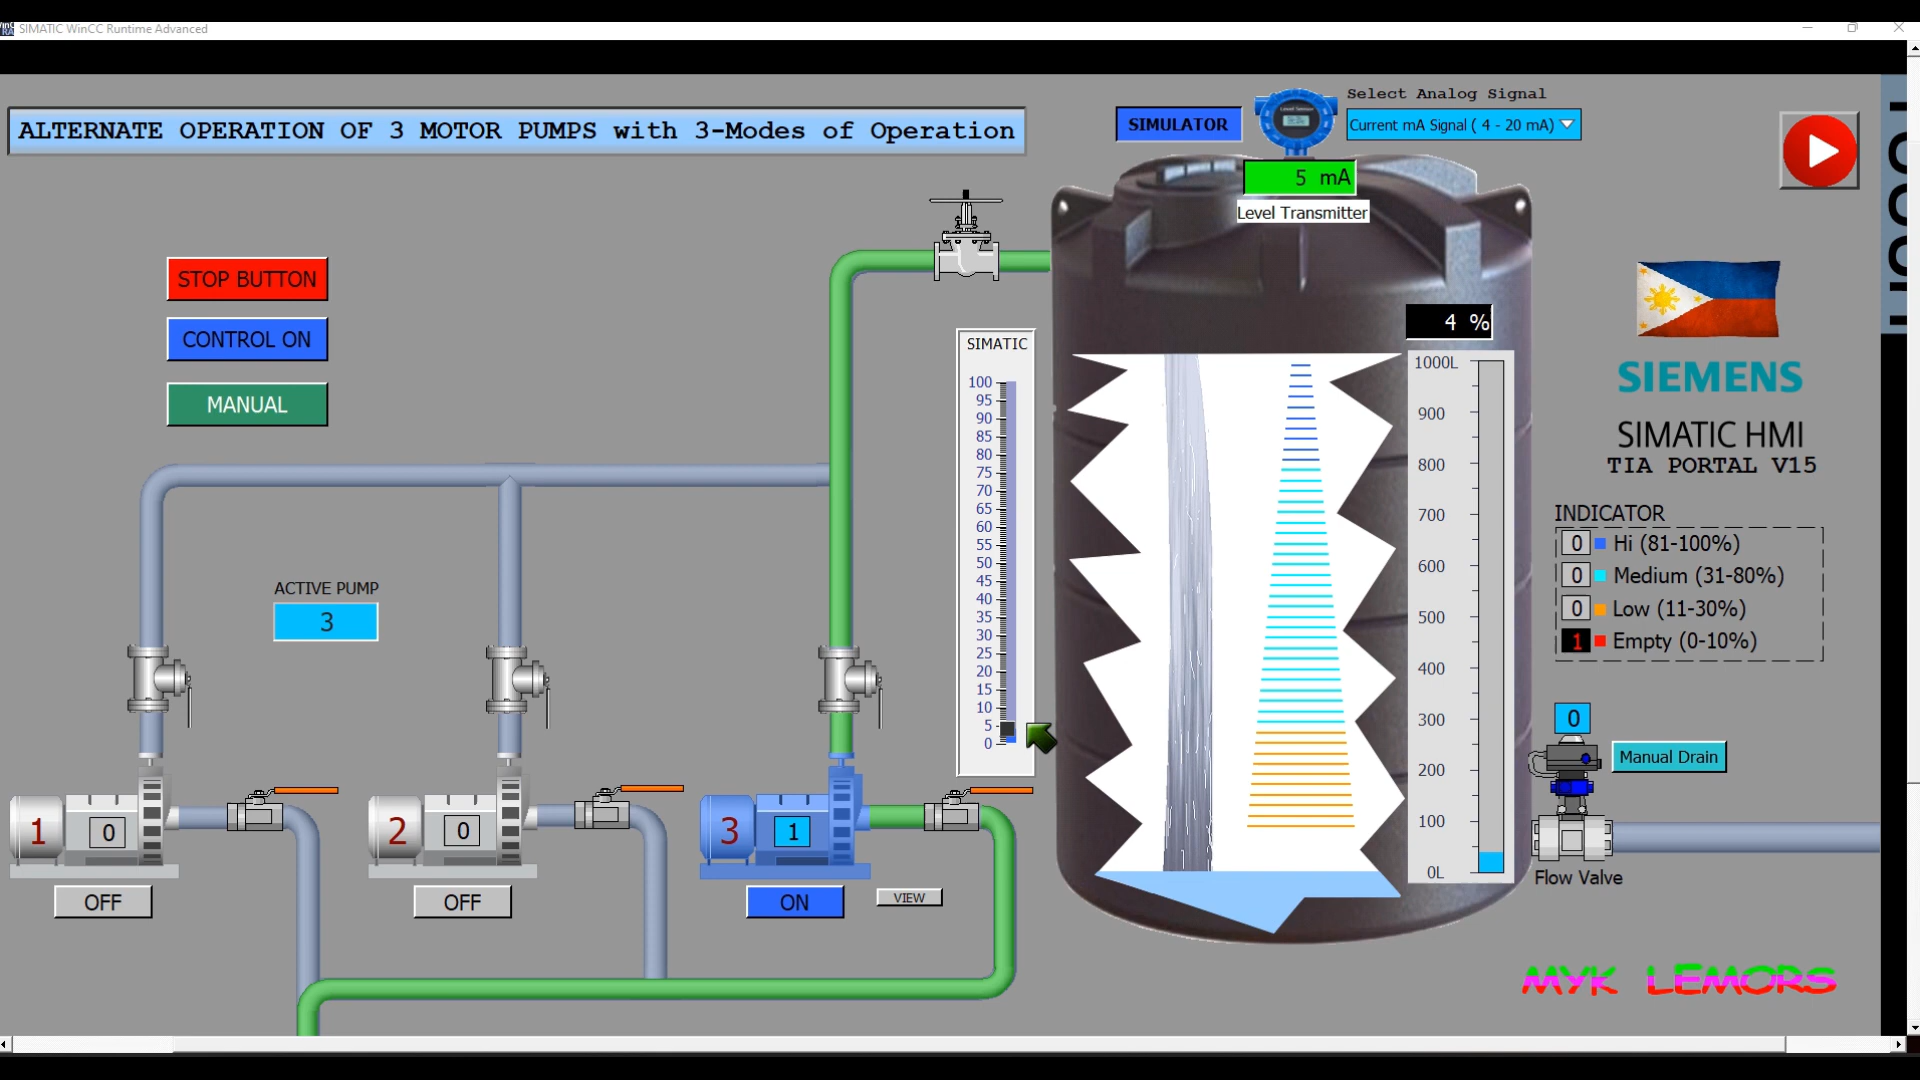 SIMATIC WinCC Runtime Advanced
ALTERNATE OPERATION OF 3 MOTOR PUMPS with 3-Modes of Operation
SIMULATOR
Select Analog Signal
Current mA Signal ( 4 - 20 mA)
5 mA
Level Transmitter
STOP BUTTON
CONTROL ON
MANUAL
ACTIVE PUMP
3
SIMATIC
100
95
90
85
80
75
70
65
60
55
50
45
40
35
30
25
20
15
10
5
0
4 %
1000L
900
800
700
600
500
400
300
200
100
0L
SIEMENS
SIMATIC HMI
TIA PORTAL V15
INDICATOR
0 Hi (81-100%)
0 Medium (31-80%)
0 Low (11-30%)
1 Empty (0-10%)
0
Manual Drain
Flow Valve
1 0
OFF
2 0
OFF
3 1
ON
VIEW
MYK LEMORS